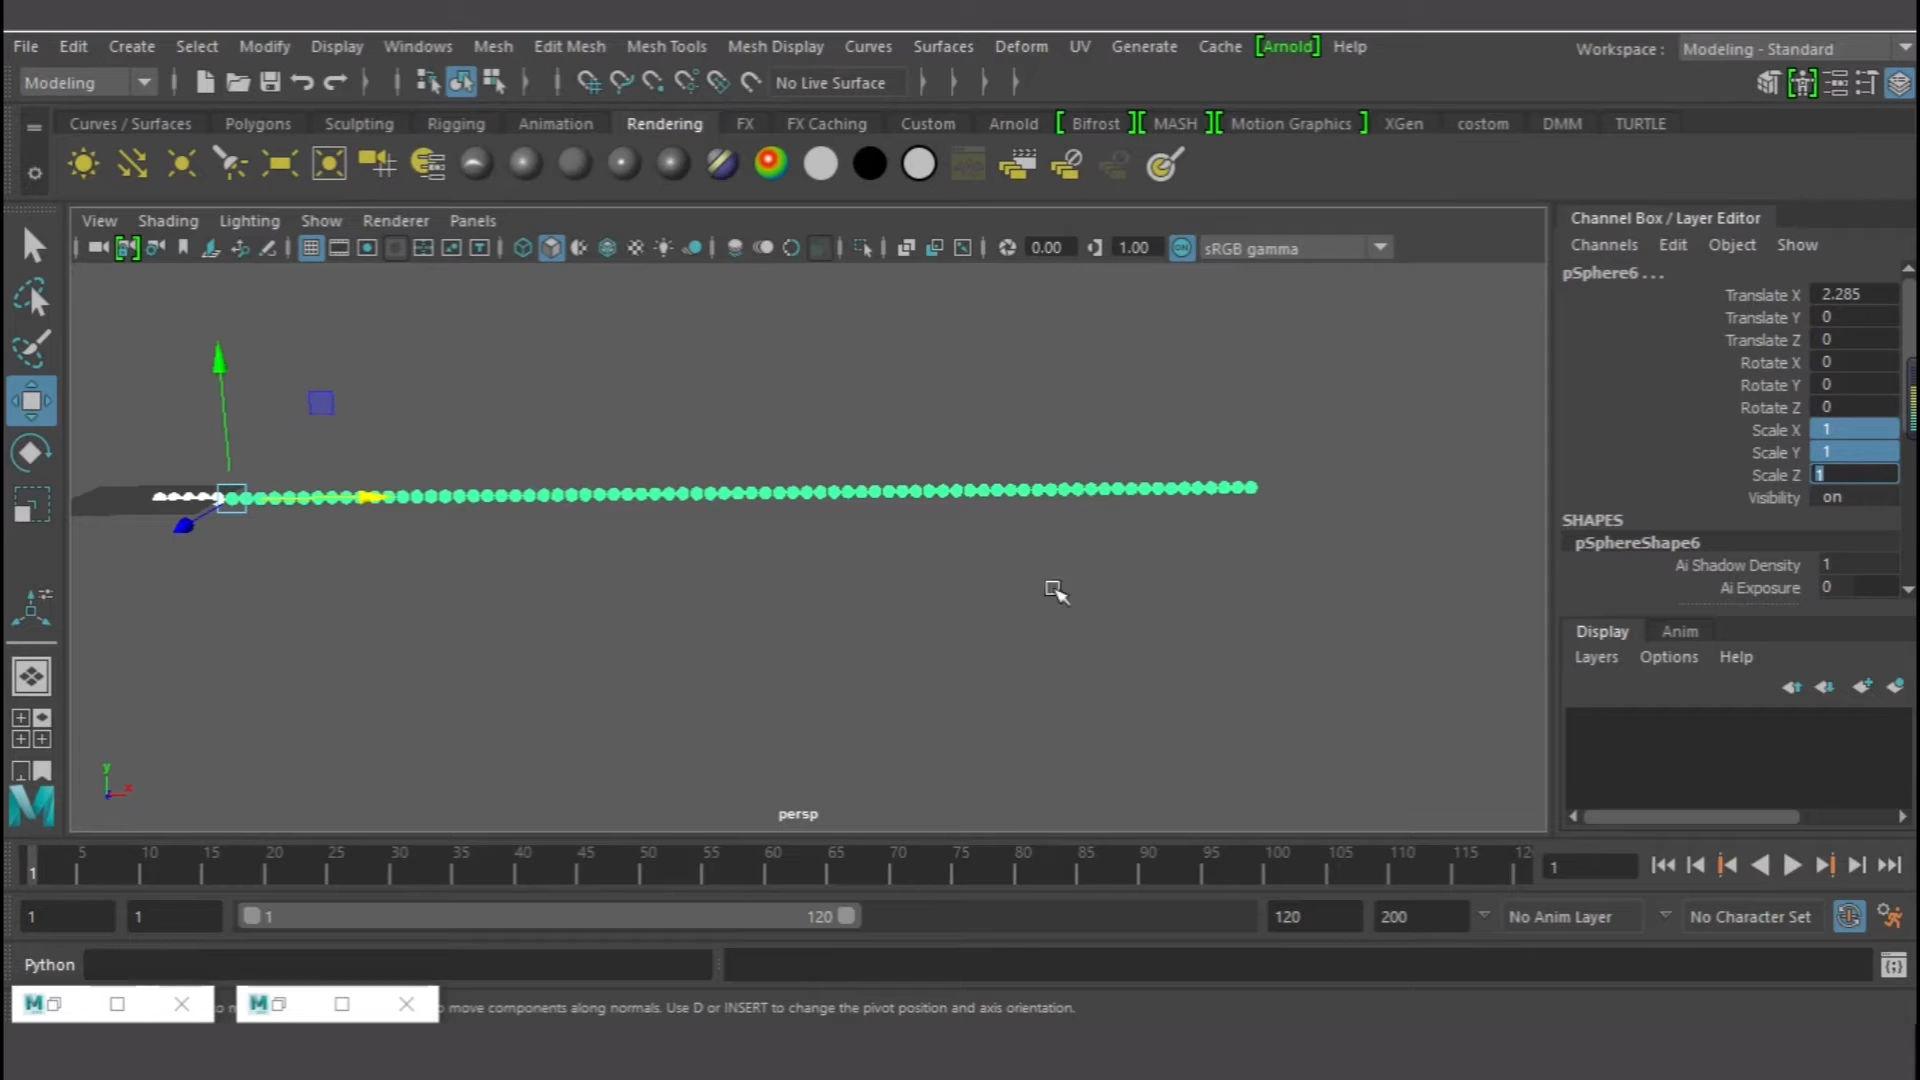 File Edit Create Select Modify Display Windows Mesh Edit Mesh Mesh Tools Mesh Display Curves Surfaces Deform UV Generate Cache [Arnold] Help Workspace : Modeling - Standard
Modeling No Live Surface
Curves / Surfaces Polygons Sculpting Rigging Animation Rendering FX FX Caching Custom Arnold [ Bifrost ][ MASH ][ Motion Graphics ] XGen costom DMM TURTLE
View Shading Lighting Show Renderer Panels
0.00 1.00 ON sRGB gamma
Channel Box / Layer Editor
Channels Edit Object Show
pSphere6 . . .
Translate X 2.285
Translate Y 0
Translate Z 0
Rotate X 0
Rotate Y 0
Rotate Z 0
Scale X 1
Scale Y 1
Scale Z 1
Visibility on
SHAPES
pSphereShape6
Ai Shadow Density 1
Ai Exposure 0
Display Anim
Layers Options Help
y
x
persp
5 10 15 20 25 30 35 40 45 50 55 60 65 70 75 80 85 90 95 100 105 110 115 12
1 1
1 1 1 120 120 200 No Anim Layer No Character Set
Python
M M move components along normals. Use D or INSERT to change the pivot position and axis orientation.